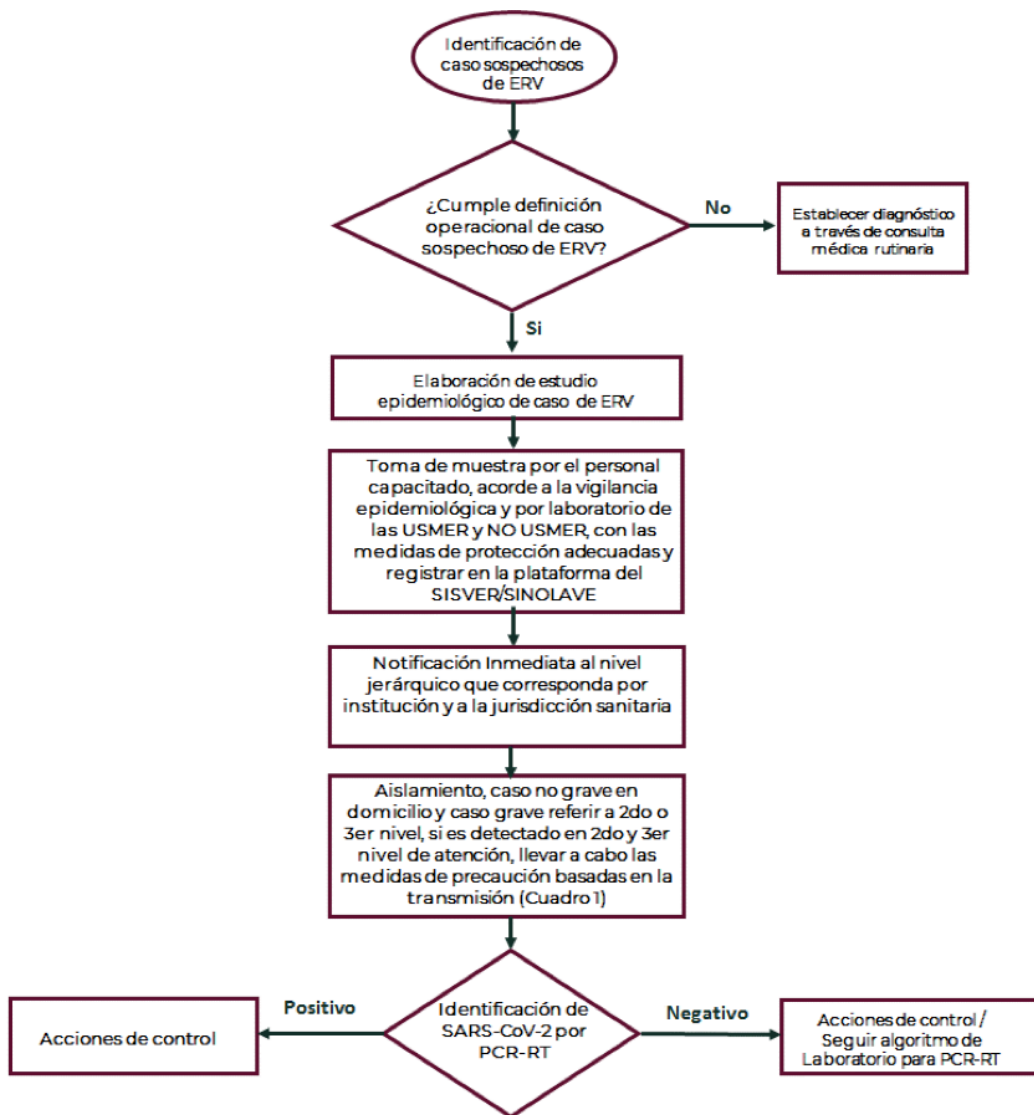 Identificación de
caso sospechosos
de ERV
¿Cumple definición
operacional de caso
sospechoso de ERV?
No
Establecer diagnóstico
a través de consulta
médica rutinaria
Si
Elaboración de estudio
epidemiológico de caso de ERV
Toma de muestra por el personal
capacitado, acorde a la vigilancia
epidemiológica y por laboratorio de
las USMER y NO USMER, con las
medidas de protección adecuadas y
registrar en la plataforma del
SISVER/SINOLAVE
Notificación Inmediata al nivel
jerárquico que corresponda por
institución y a la jurisdicción sanitaria
Aislamiento, caso no grave en
domicilio y caso grave referir a 2do o
3er nivel, si es detectado en 2do y 3er
nivel de atención, llevar a cabo las
medidas de precaución basadas en la
transmisión (Cuadro 1)
Positivo
Identificación de
SARS-CoV-2 por
PCR-RT
Negativo
Acciones de control
Acciones de control /
Seguir algoritmo de
Laboratorio para PCR-RT